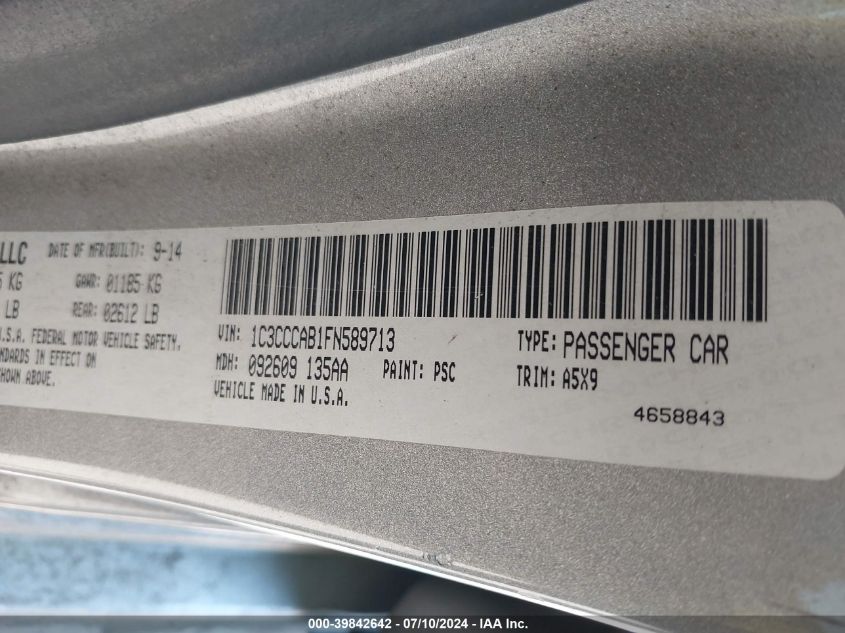 LLC DATE OF MFR(BUILT): 9-14
KG GAWR: 01185 KG
LB REAR: 02612 LB
U.S.A. FEDERAL MOTOR VEHICLE SAFETY,
IN EFFECT ON
SHOWN ABOVE.
VIN: 1C3CCCAB1FN589713 TYPE: PASSENGER CAR
MDH: 092609 135AA PAINT: PSC TRIM: A5X9
VEHICLE MADE IN U.S.A.
4658843
000-39842642 / 07/10/2024 - IAA Inc.